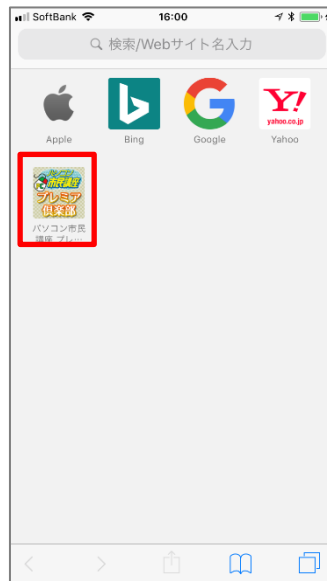 SoftBank 16:00
検索/Webサイト名入力
yahoo.co.jp
Apple Bing Google Yahoo
パソコン
市民講座
プレミア
倶楽部
パソコン市民
講座 プレ…